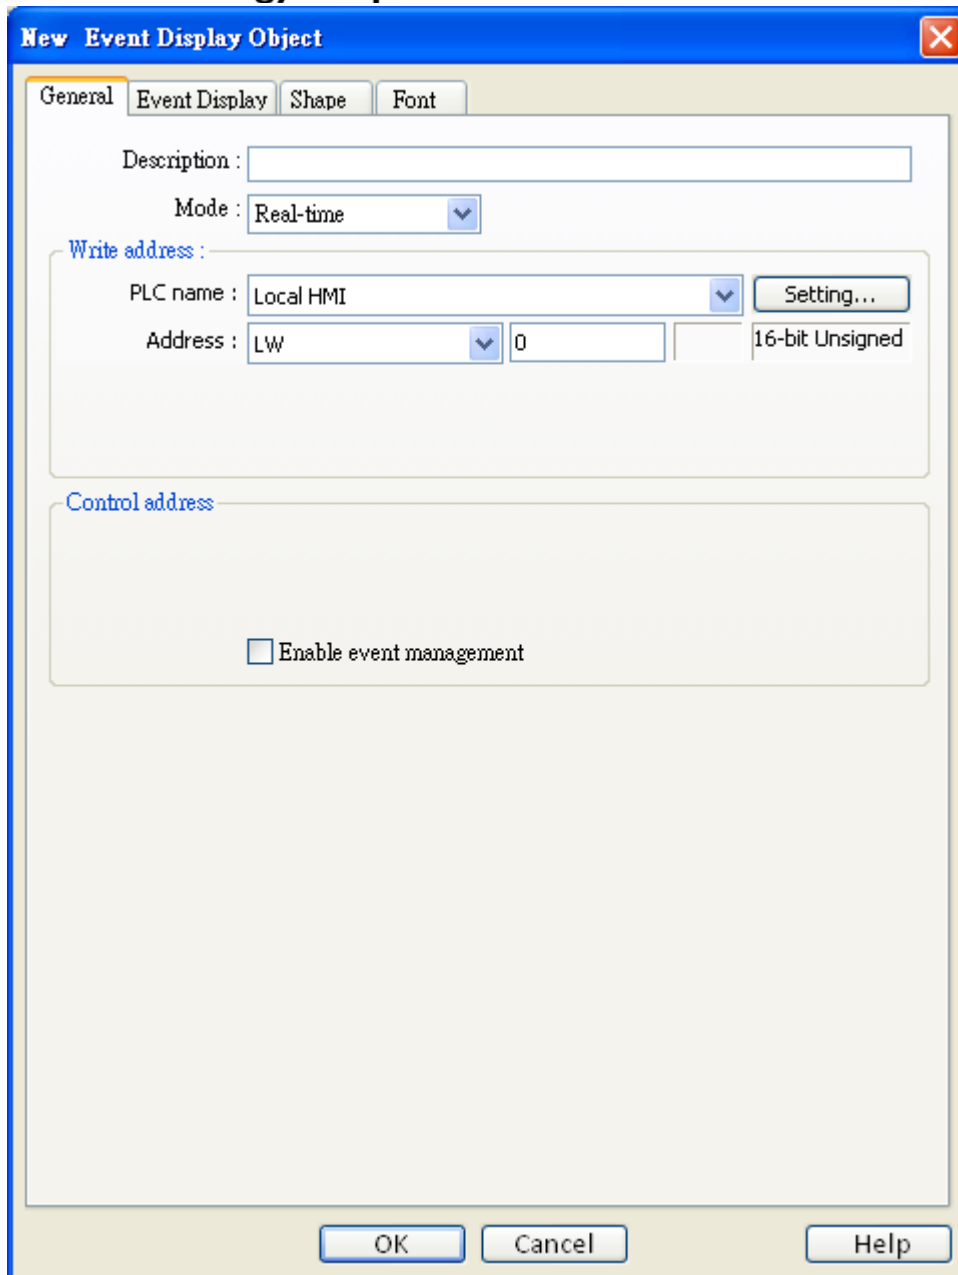 New Event Display Object
General Event Display Shape Font
Description :
Mode : Real-time
Write address :
PLC name : Local HMI Setting...
Address : LW 0 16-bit Unsigned
Control address
Enable event management
OK Cancel Help